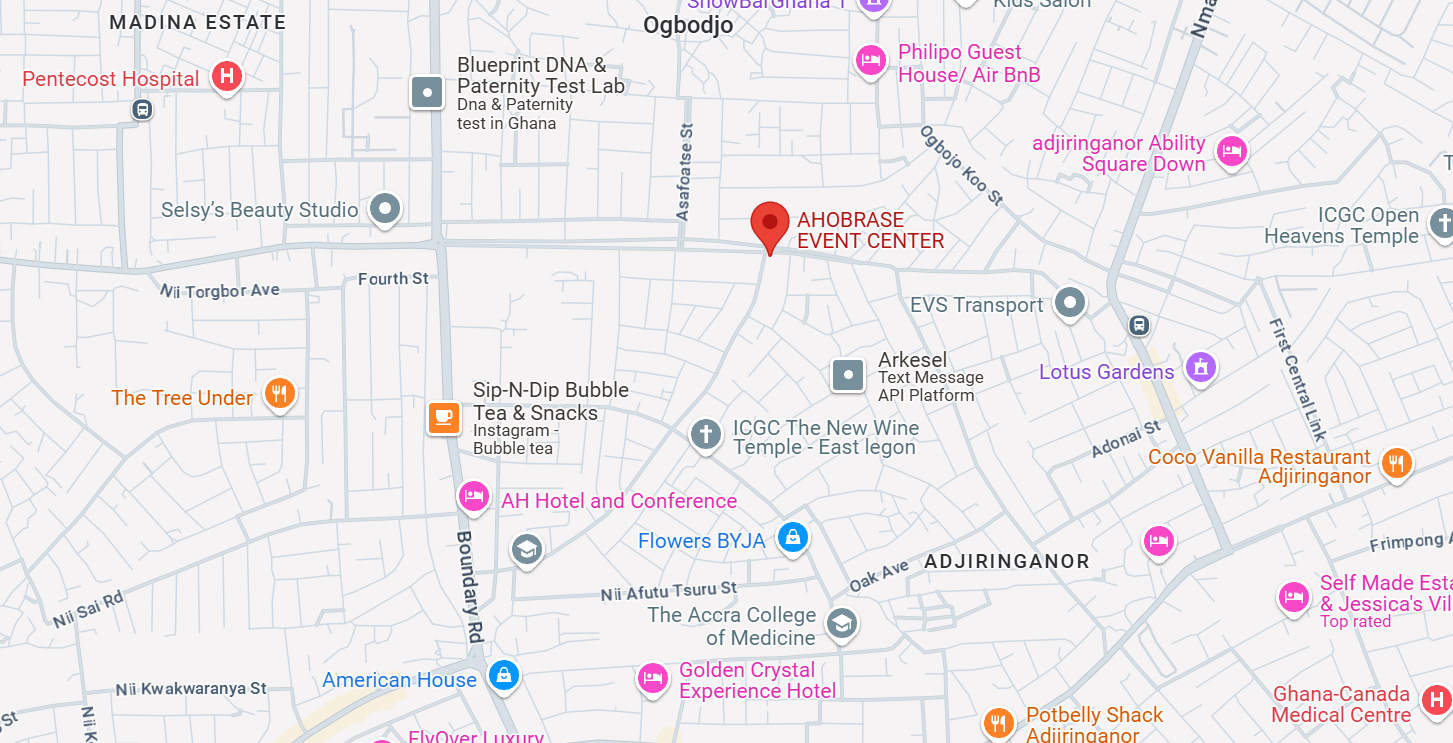 ShowBarGhana 1
Kids Salon
MADINA ESTATE
Ogbodjo
Nma
Pentecost Hospital
H
Blueprint DNA &
Paternity Test Lab
Dna & Paternity
test in Ghana
Philipo Guest
House/ Air BnB
Asafoatse St
Ogbojo Koo St
adjiringanor Ability
Square Down
T
Selsy's Beauty Studio
AHOBRASE
EVENT CENTER
ICGC Open
Heavens Temple
Nii Torgbor Ave
Fourth St
EVS Transport
First Central Link
Lotus Gardens
Arkesel
Text Message
API Platform
The Tree Under
Sip-N-Dip Bubble
Tea & Snacks
Instagram -
Bubble tea
ICGC The New Wine
Temple - East legon
Adonai St
Coco Vanilla Restaurant
Adjiringanor
AH Hotel and Conference
Boundary Rd
Flowers BYJA
ADJIRINGANOR
Frimpong A
Oak Ave
Nii Afutu Tsuru St
Nii Sai Rd
Self Made Esta
& Jessica's Vil
Top rated
The Accra College
of Medicine
American House
Golden Crystal
Experience Hotel
Nii Kwakwaranya St
Ghana-Canada
Medical Centre
H
St
Nii K
Potbelly Shack
Adjiringanor
FlyOver Luxury